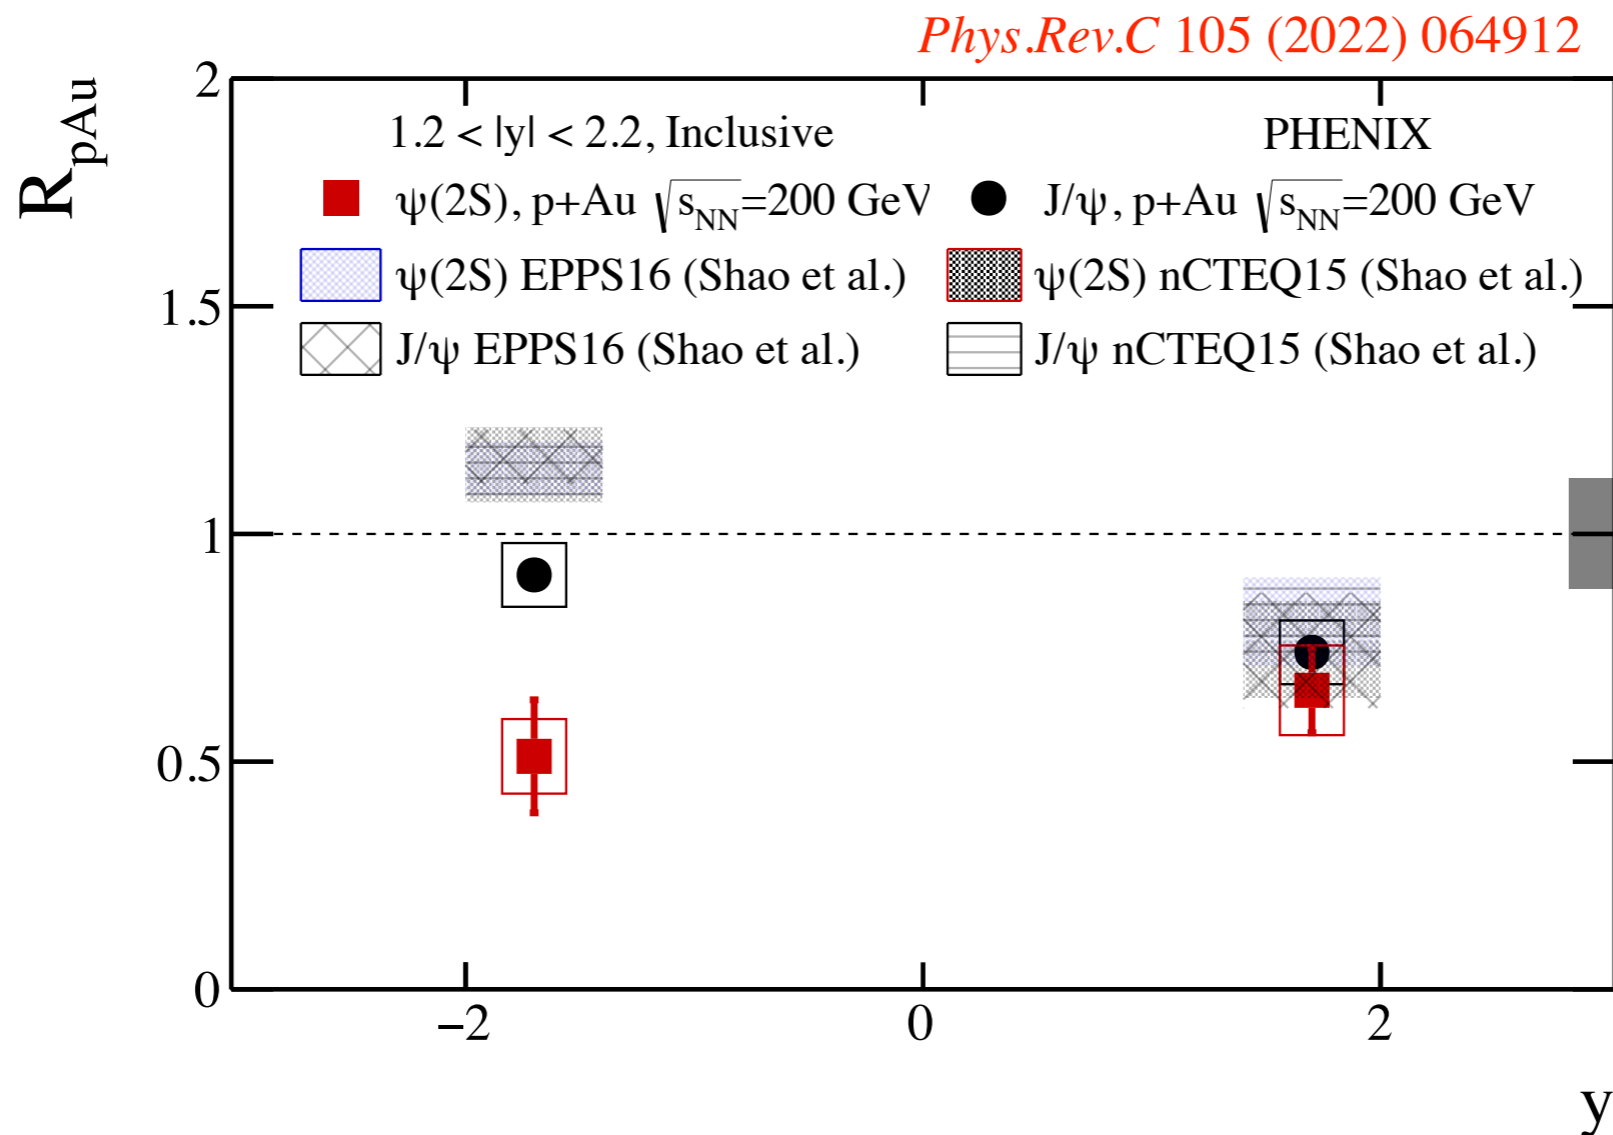 Phys.Rev.C 105 (2022) 064912
R_pAu
2
1.2 < |y| < 2.2, Inclusive PHENIX
ψ(2S), p+Au √s_NN=200 GeV J/ψ, p+Au √s_NN=200 GeV
ψ(2S) EPPS16 (Shao et al.) ψ(2S) nCTEQ15 (Shao et al.)
1.5
J/ψ EPPS16 (Shao et al.) J/ψ nCTEQ15 (Shao et al.)
1
0.5
0
−2 0 2
y